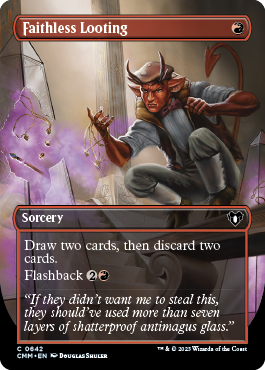 Faithless Looting
Sorcery
Draw two cards, then discard two
cards.
Flashback 2
"If they didn't want me to steal this,
they should've used more than seven
layers of shatterproof antimagus glass."
C 0642
CMM • EN Douglas Shuler
™ & © 2023 Wizards of the Coast